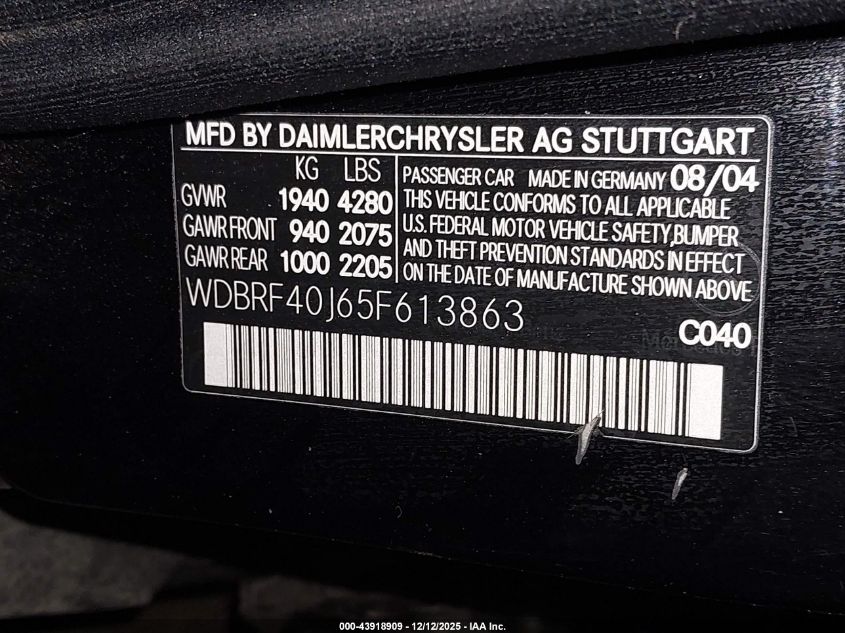 MFD BY DAIMLERCHRYSLER AG STUTTGART
KG LBS
GVWR 1940 4280
GAWR FRONT 940 2075
GAWR REAR 1000 2205
PASSENGER CAR MADE IN GERMANY 08/04
THIS VEHICLE CONFORMS TO ALL APPLICABLE
U.S. FEDERAL MOTOR VEHICLE SAFETY, BUMPER
AND THEFT PREVENTION STANDARDS IN EFFECT
ON THE DATE OF MANUFACTURE SHOWN ABOVE
WDBRF40J65F613863
C040
000-43918909 - 12/12/2025 - IAA Inc.